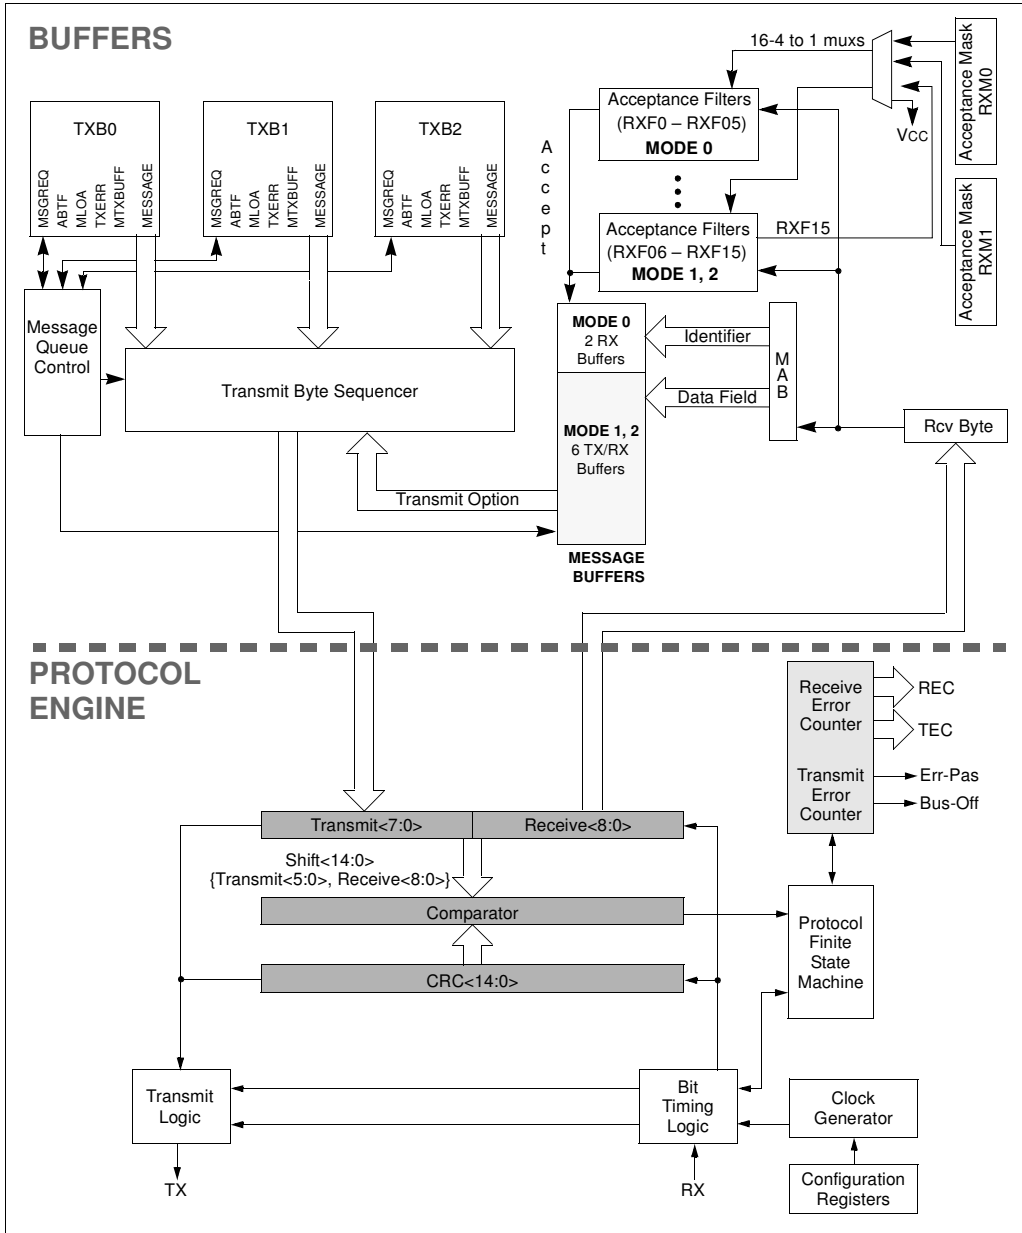 BUFFERS
16-4 to 1 muxs
Acceptance Mask
RXM0
VCC
Acceptance Filters
(RXF0 – RXF05)
MODE 0
Accept
TXB0
MSGREQ
ABTF
MLOA
TXERR
MTXBUFF
MESSAGE
TXB1
MSGREQ
ABTF
MLOA
TXERR
MTXBUFF
MESSAGE
TXB2
MSGREQ
ABTF
MLOA
TXERR
MTXBUFF
MESSAGE
Acceptance Filters
(RXF06 – RXF15)
MODE 1, 2
RXF15
Acceptance Mask
RXM1
Message
Queue
Control
Transmit Byte Sequencer
MODE 0
2 RX
Buffers
Identifier
Data Field
MAB
Rcv Byte
MODE 1, 2
6 TX/RX
Buffers
Transmit Option
MESSAGE
BUFFERS
PROTOCOL
ENGINE
Receive
Error
Counter
REC
TEC
Transmit
Error
Counter
Err-Pas
Bus-Off
Transmit<7:0>
Receive<8:0>
Shift<14:0>
{Transmit<5:0>, Receive<8:0>}
Comparator
CRC<14:0>
Protocol
Finite
State
Machine
Transmit
Logic
Bit
Timing
Logic
Clock
Generator
TX
RX
Configuration
Registers